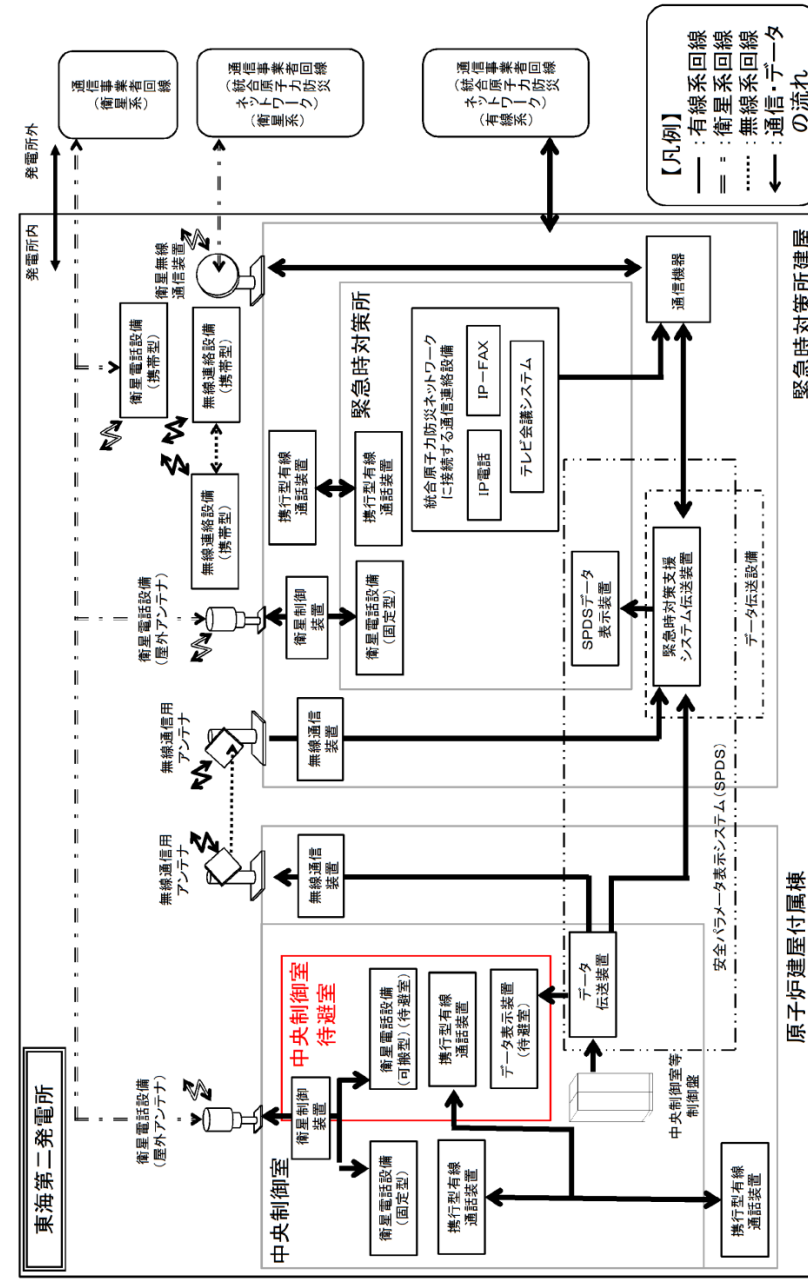 東海第二発電所
発電所内
発電所外
通信事業者回線
(衛星系)
通信事業者回線
(統合原子力防災
ネットワーク)
(衛星系)
通信事業者回線
(統合原子力防災
ネットワーク)
(有線系)
【凡例】
:有線系回線
:衛星系回線
:無線系回線
:通信・データ
の流れ
衛星電話設備
(屋外アンテナ)
無線通信用
アンテナ
無線通信用
アンテナ
衛星電話設備
(屋外アンテナ)
無線連絡設備
(携帯型)
無線連絡設備
(携帯型)
衛星電話設備
(携帯型)
衛星無線
通信装置
中央制御室
衛星制御
装置
中央制御室
待避室
衛星電話設備
(固定型)
衛星電話設備
(可搬型)(待避室)
携行型有線
通話装置
携行型有線
通話装置
データ表示装置
(待避室)
携行型有線
通話装置
中央制御室等
制御盤
データ
伝送装置
無線通信
装置
原子炉建屋付属棟
無線通信
装置
衛星制御
装置
衛星電話設備
(固定型)
携行型有線
通話装置
携行型有線
通話装置
緊急時対策所
統合原子力防災ネットワーク
に接続する通信連絡設備
IP電話
IP-FAX
テレビ会議システム
SPDSデータ
表示装置
緊急時対策支援
システム伝送装置
データ伝送設備
安全パラメータ表示システム(SPDS)
通信機器
緊急時対策所建屋